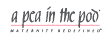 a pea in the pod®
MATERNITY REDEFINED®